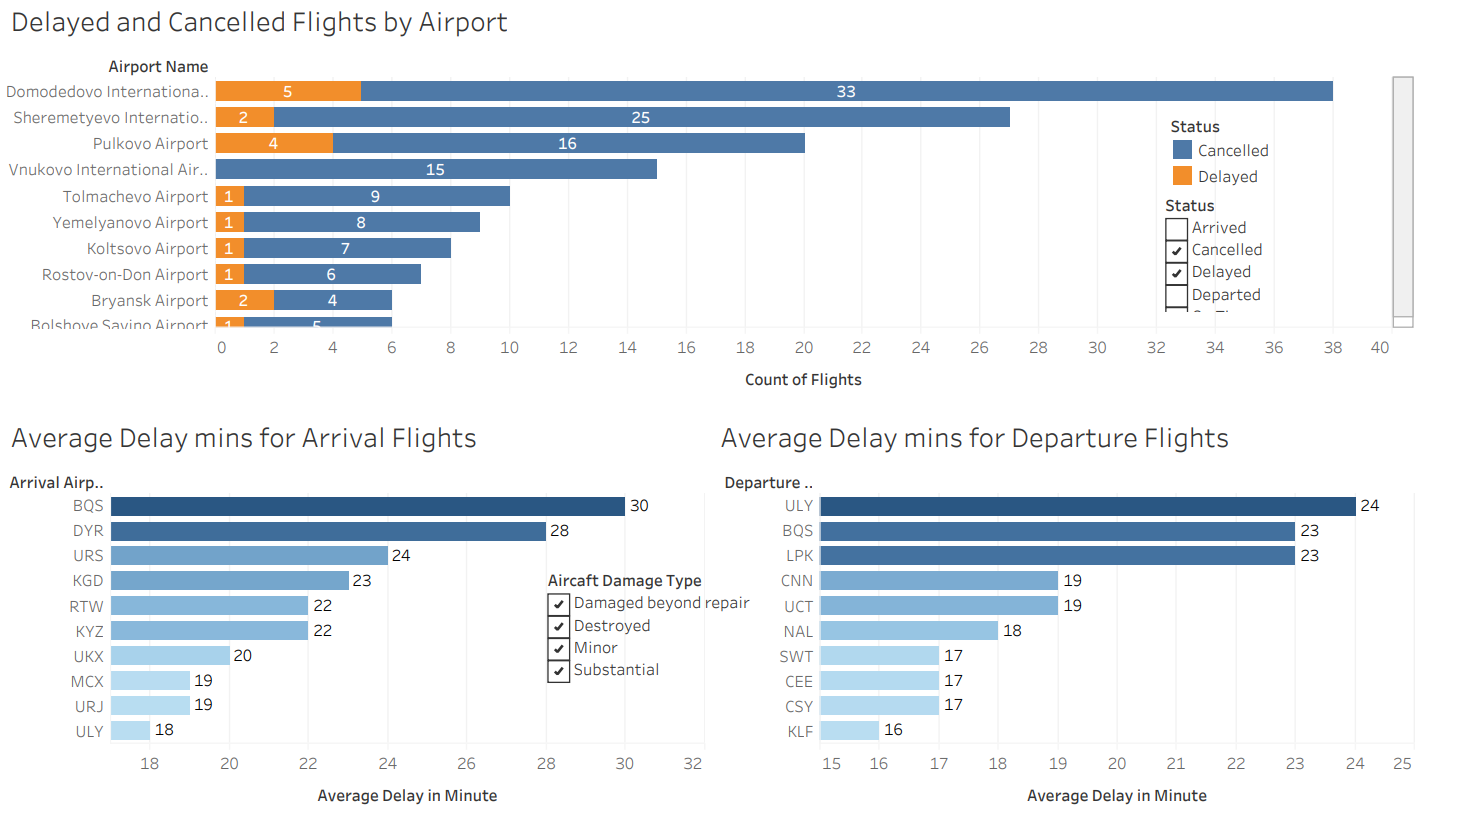 Delayed and Cancelled Flights by Airport
Airport Name
Domodedovo Internationa..
5
33
Sheremetyevo Internatio..
2
25
Pulkovo Airport
4
16
Vnukovo International Air..
15
Tolmachevo Airport
1
9
Yemelyanovo Airport
1
8
Koltsovo Airport
1
7
Rostov-on-Don Airport
1
6
Bryansk Airport
2
4
Bolshoye Savino Airport
1
5
Status
Cancelled
Delayed
Status
Arrived
Cancelled
Delayed
Departed
0 2 4 6 8 10 12 14 16 18 20 22 24 26 28 30 32 34 36 38 40
Count of Flights
Average Delay mins for Arrival Flights
Arrival Airp..
BQS 30
DYR 28
URS 24
KGD 23
RTW 22
KYZ 22
UKX 20
MCX 19
URJ 19
ULY 18
Aircaft Damage Type
Damaged beyond repair
Destroyed
Minor
Substantial
18 20 22 24 26 28 30 32
Average Delay in Minute
Average Delay mins for Departure Flights
Departure ..
ULY 24
BQS 23
LPK 23
CNN 19
UCT 19
NAL 18
SWT 17
CEE 17
CSY 17
KLF 16
15 16 17 18 19 20 21 22 23 24 25
Average Delay in Minute